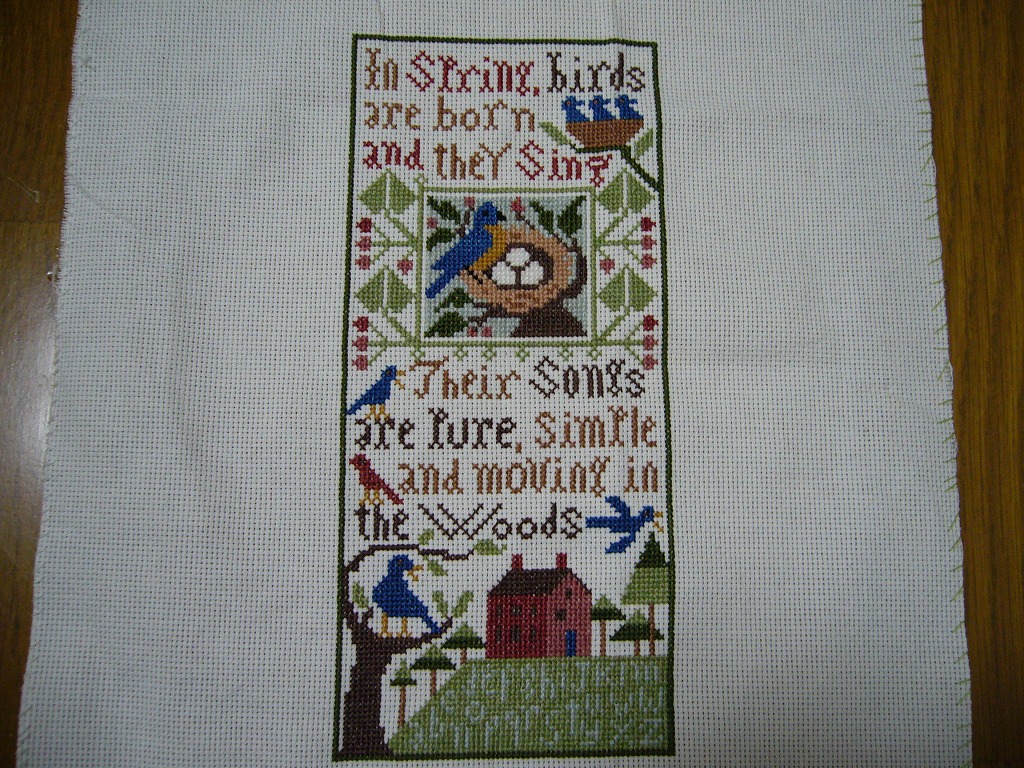 In Spring, birds
are born
and they Sing
Their Songs
are Pure, Simple
and moving in
the Woods